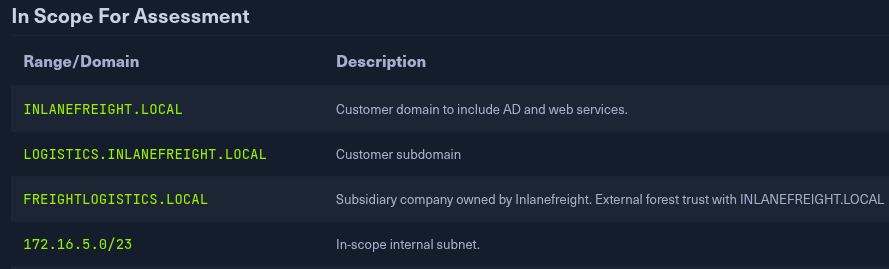 In Scope For Assessment
Range/Domain Description
INLANEFREIGHT.LOCAL Customer domain to include AD and web services.
LOGISTICS.INLANEFREIGHT.LOCAL Customer subdomain
FREIGHTLOGISTICS.LOCAL Subsidiary company owned by Inlanefreight. External forest trust with INLANEFREIGHT.LOCAL
172.16.5.0/23 In-scope internal subnet.